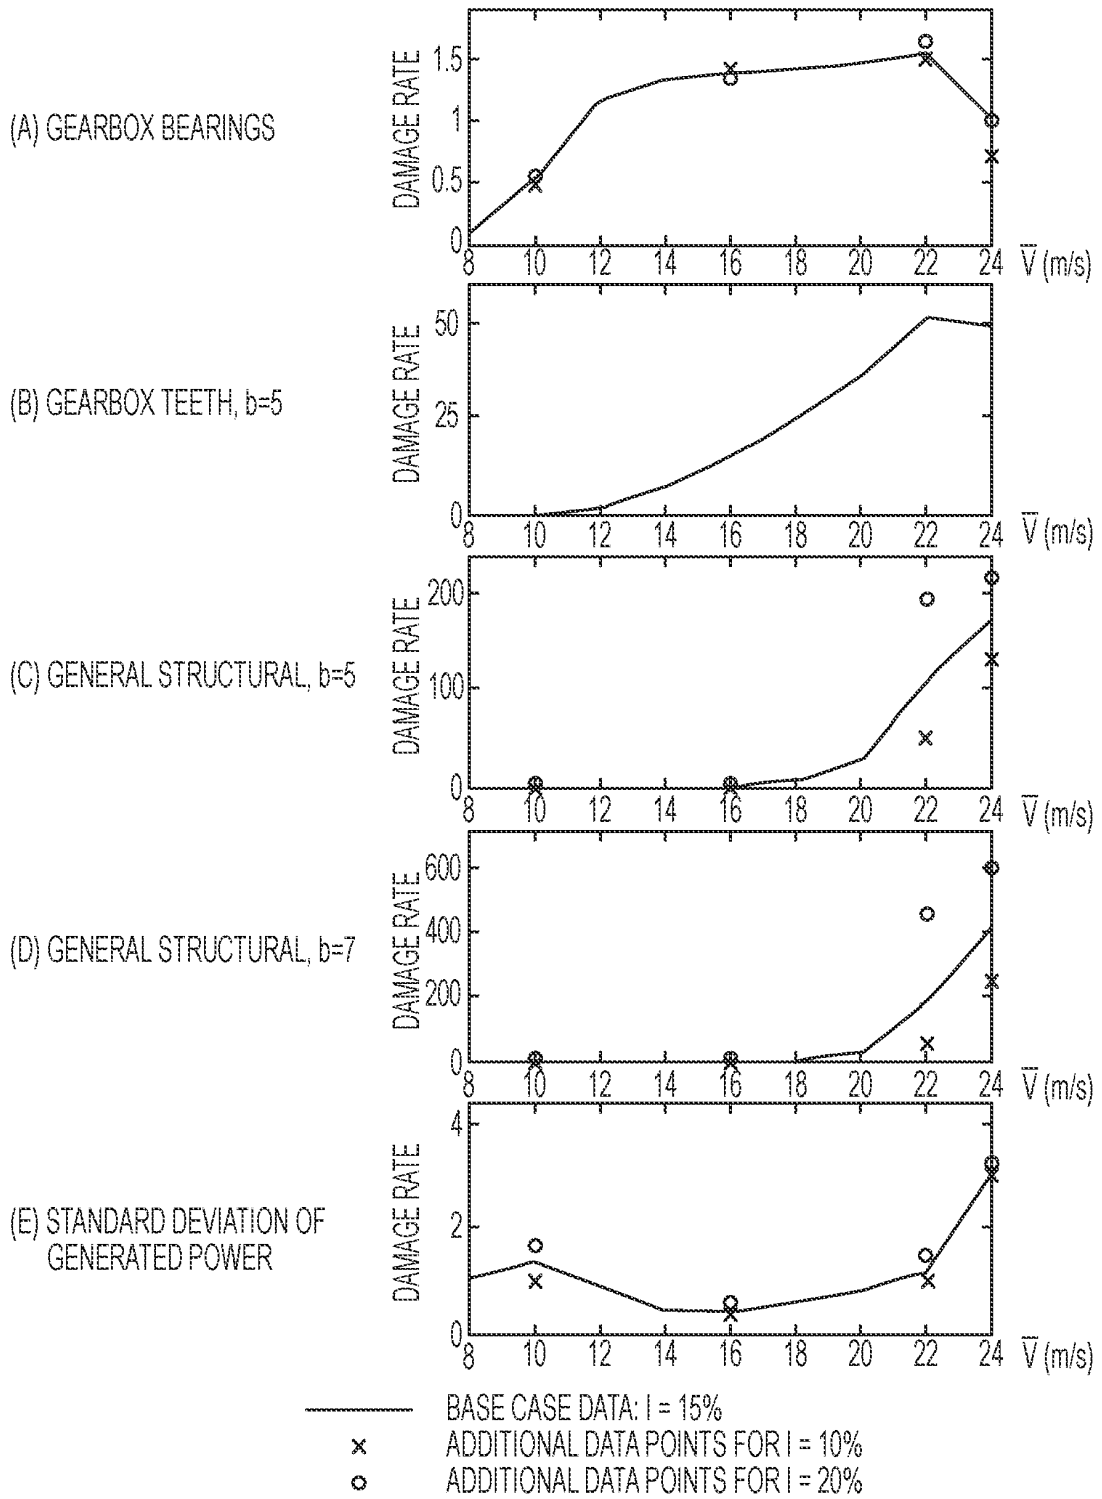 (A) GEARBOX BEARINGS
DAMAGE RATE
1.5
1
0.5
0
8 10 12 14 16 18 20 22 24 V̅ (m/s)
(B) GEARBOX TEETH, b=5
DAMAGE RATE
50
25
0
8 10 12 14 16 18 20 22 24 V̅ (m/s)
(C) GENERAL STRUCTURAL, b=5
DAMAGE RATE
200
100
0
8 10 12 14 16 18 20 22 24 V̅ (m/s)
(D) GENERAL STRUCTURAL, b=7
DAMAGE RATE
600
400
200
0
8 10 12 14 16 18 20 22 24 V̅ (m/s)
(E) STANDARD DEVIATION OF
GENERATED POWER
DAMAGE RATE
4
2
0
8 10 12 14 16 18 20 22 24 V̅ (m/s)
BASE CASE DATA: I = 15%
ADDITIONAL DATA POINTS FOR I = 10%
ADDITIONAL DATA POINTS FOR I = 20%